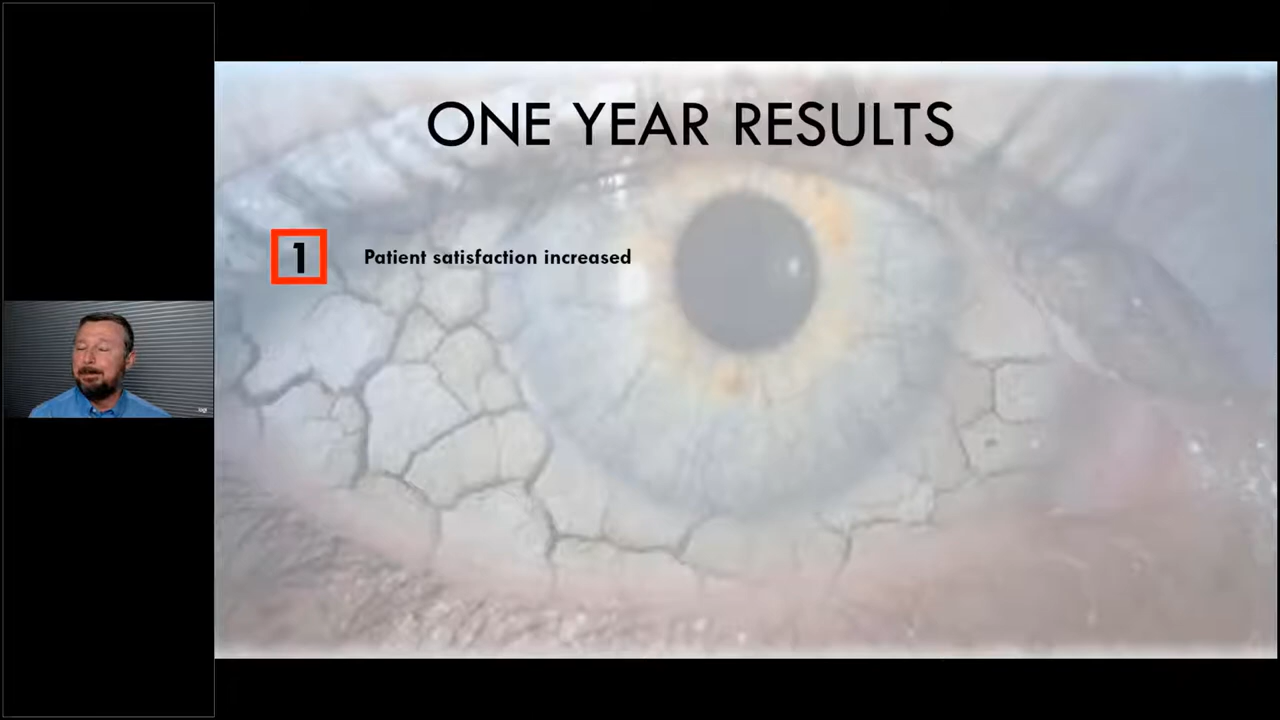 ONE YEAR RESULTS
1
Patient satisfaction increased